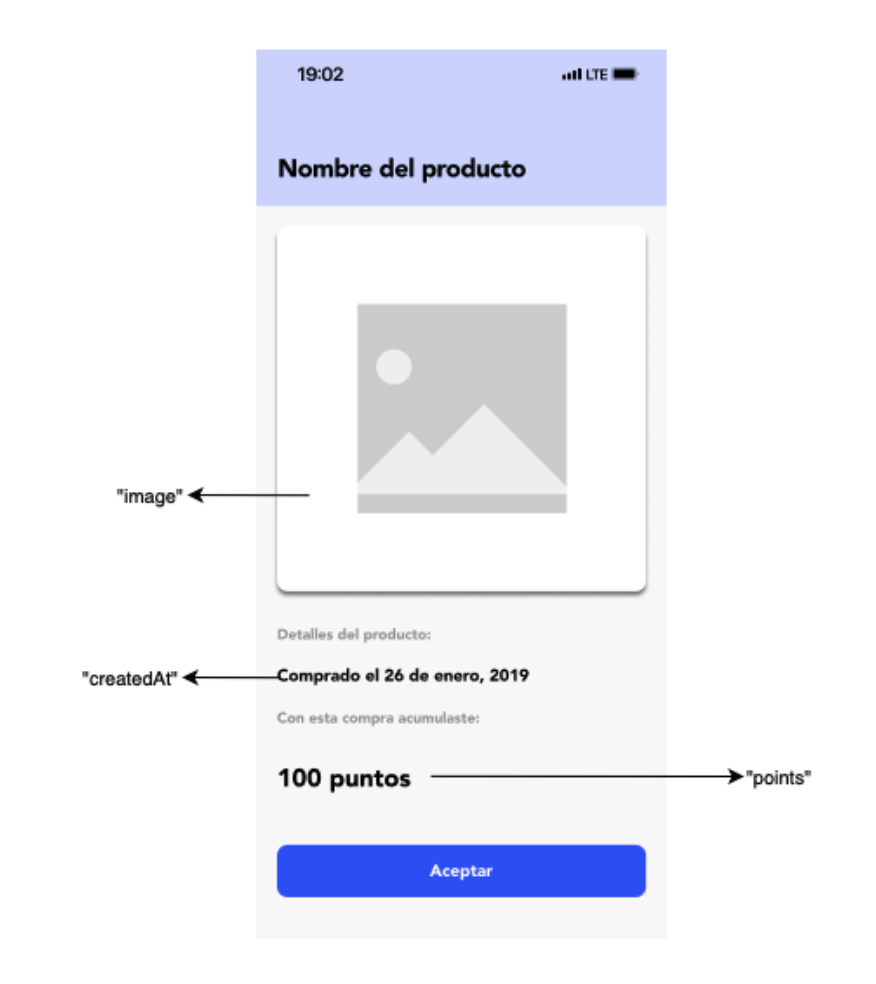 19:02 LTE
Nombre del producto
"image"
Detalles del producto:
"createdAt"
Comprado el 26 de enero, 2019
Con esta compra acumulaste:
100 puntos
"points"
Aceptar